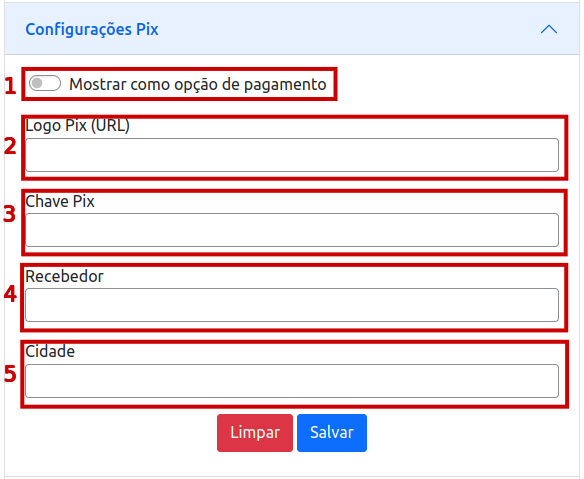 Configurações Pix
1 Mostrar como opção de pagamento
Logo Pix (URL)
2
Chave Pix
3
Recebedor
4
Cidade
5
Limpar Salvar